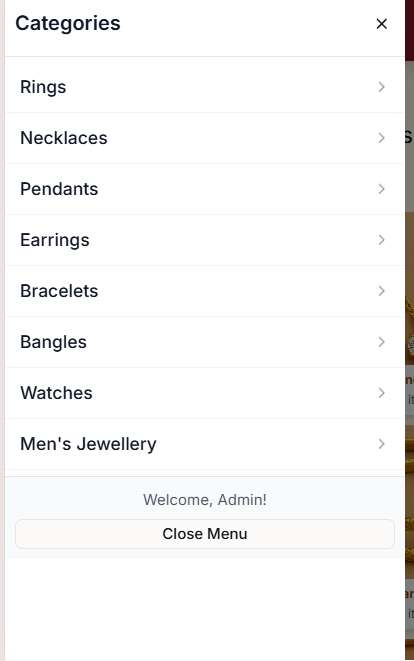 Categories
Rings
Necklaces
Pendants
Earrings
Bracelets
Bangles
Watches
Men's Jewellery
Welcome, Admin!
Close Menu